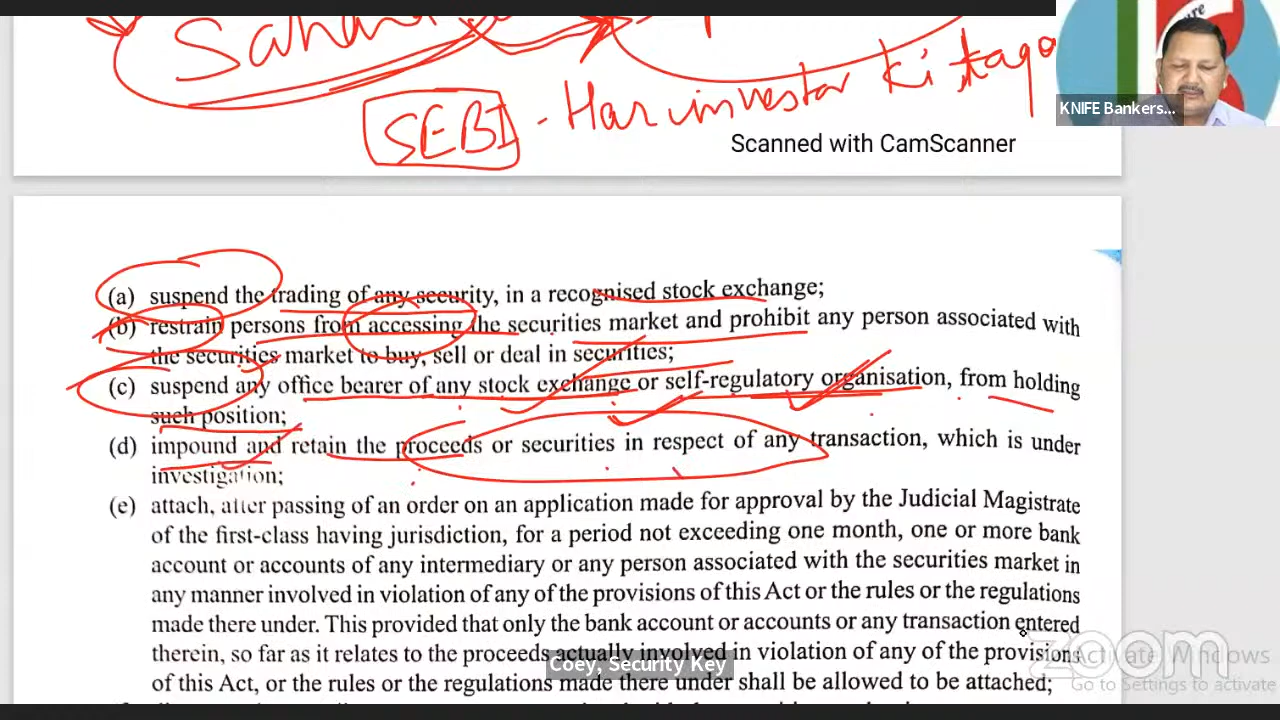 Sahara
SEBI - Har investor ki taqa
Scanned with CamScanner
KNIFE Bankers...
(a) suspend the trading of any security, in a recognised stock exchange;
(b) restrain persons from accessing the securities market and prohibit any person associated with
the securities market to buy, sell or deal in securities;
(c) suspend any office bearer of any stock exchange or self-regulatory organisation, from holding
such position;
(d) impound and retain the proceeds or securities in respect of any transaction, which is under
investigation;
(e) attach, after passing of an order on an application made for approval by the Judicial Magistrate
of the first-class having jurisdiction, for a period not exceeding one month, one or more bank
account or accounts of any intermediary or any person associated with the securities market in
any manner involved in violation of any of the provisions of this Act or the rules or the regulations
made there under. This provided that only the bank account or accounts or any transaction entered
therein, so far as it relates to the proceeds actually involved in violation of any of the provisions
of this Act, or the rules or the regulations made there under shall be allowed to be attached;
Coey, Security Key
zoom
Activate Windows
Go to Settings to activate